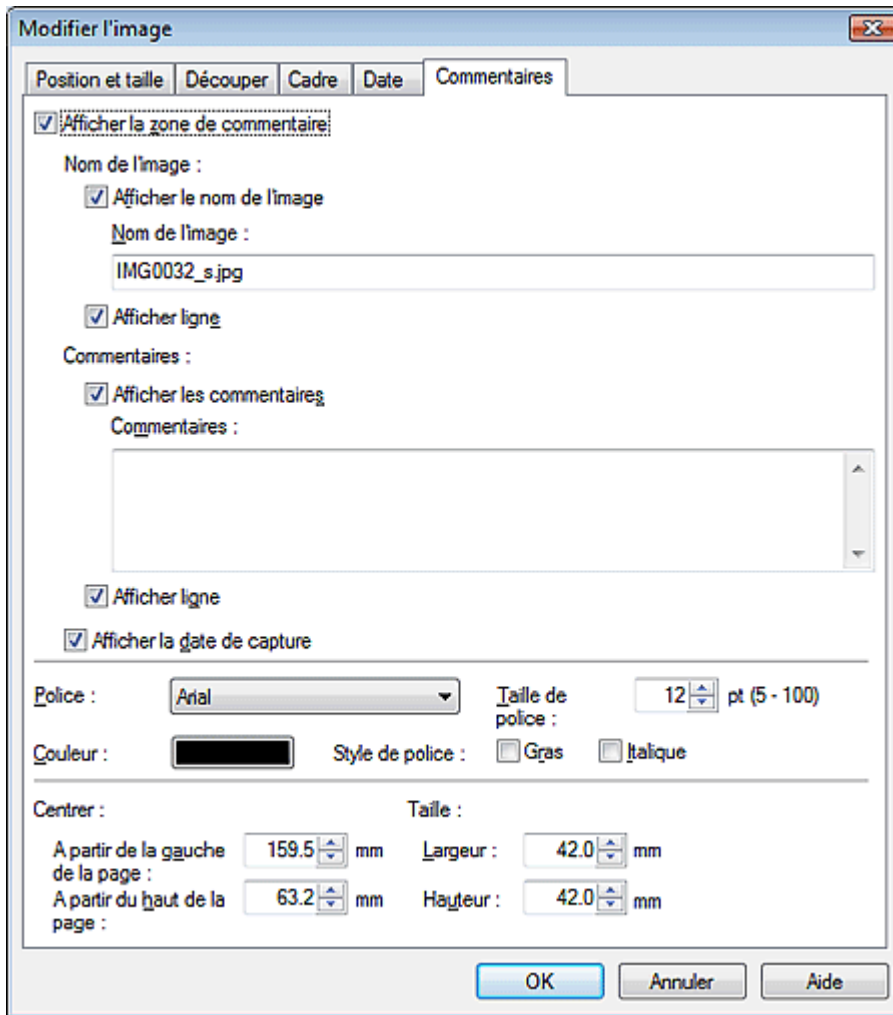 Modifier l'image
Position et taille Découper Cadre Date Commentaires
Afficher la zone de commentaire
Nom de l'image :
Afficher le nom de l'image
Nom de l'image :
IMG0032_s.jpg
Afficher ligne
Commentaires :
Afficher les commentaires
Commentaires :
Afficher ligne
Afficher la date de capture
Police : Arial Taille de police : 12 pt (5 - 100)
Couleur : Style de police : Gras Italique
Centrer : Taille :
A partir de la gauche de la page : 159.5 mm Largeur : 42.0 mm
A partir du haut de la page : 63.2 mm Hauteur : 42.0 mm
OK Annuler Aide